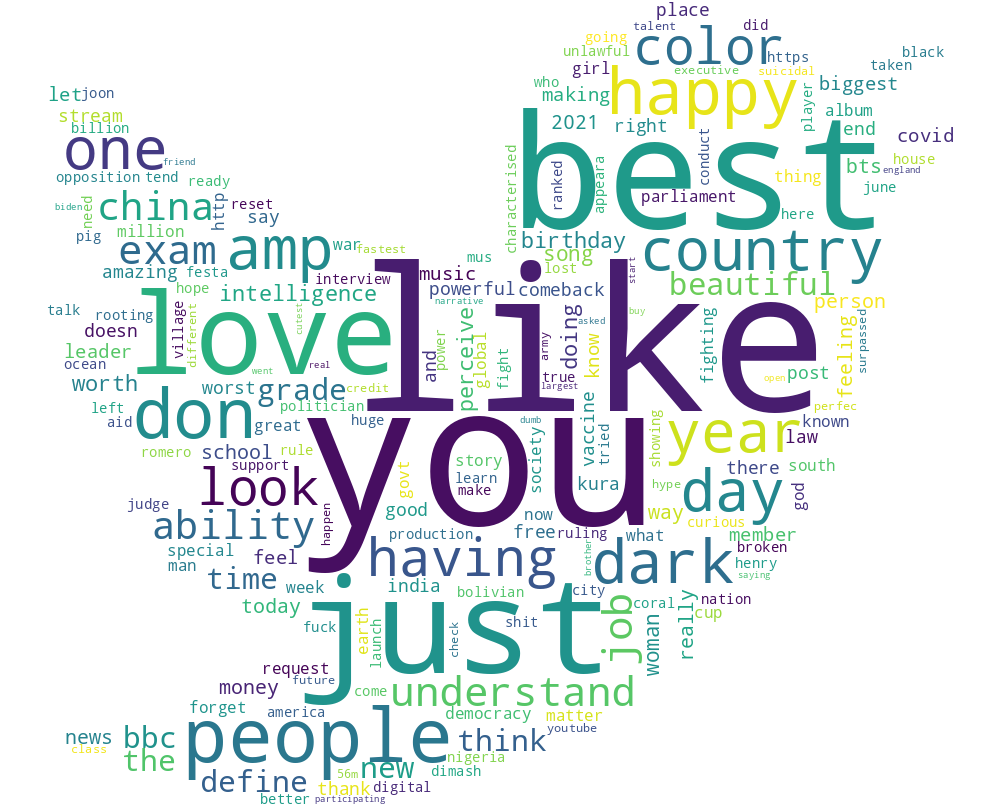 place
talent
did
going
color
https
unlawful
black
girl
executive
suicidal
taken
who
happy
biggest
let
joon
making
player
stream
album
billion
2021
right
end
covid
one
best
conduct
friend
bts
house
opposition
tend
ready
characterised
ranked
appeara
thing
england
need
june
biden
china
http
reset
parliament
here
million
say
pig
exam
amp
war
fastest
birthday
country
mus
song
lost
amazing
festa
interview
like
music
start
beautiful
hope
intelligence
powerful
comeback
doing
person
talk
rooting
village
different
cutest
love
narrative
buy
doesn
and
power
global
asked
know
fighting
feeling
surpassed
leader
fight
army
true
ocean
went
real
perceive
open
post
worth
worst
grade
credit
largest
left
don
politician
you
year
perfec
aid
great
huge
dumb
vaccine
tried
showing
known
law
romero
school
rule
society
support
story
there
south
look
govt
learn
kura
hype
day
god
judge
make
way
happen
good
now
curious
ability
production
free
ruling
what
member
special
feel
having
brother
dark
broken
man
henry
time
week
india
bolivian
city
saying
today
just
job
coral
nation
earth
launch
check
shit
woman
really
cup
fuck
request
money
future
come
understand
forget
america
democracy
matter
news
bbc
people
think
youtube
class
the
nigeria
define
56m
new
dimash
thank
digital
better
participating